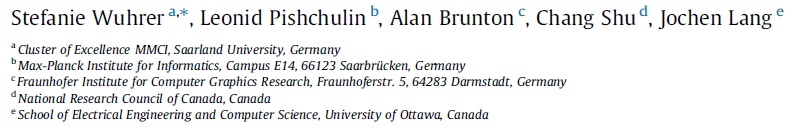 Stefanie Wuhrer a,*, Leonid Pishchulin b, Alan Brunton c, Chang Shu d, Jochen Lang e
a Cluster of Excellence MMCI, Saarland University, Germany
b Max-Planck Institute for Informatics, Campus E14, 66123 Saarbrücken, Germany
c Fraunhofer Institute for Computer Graphics Research, Fraunhoferstr. 5, 64283 Darmstadt, Germany
d National Research Council of Canada, Canada
e School of Electrical Engineering and Computer Science, University of Ottawa, Canada